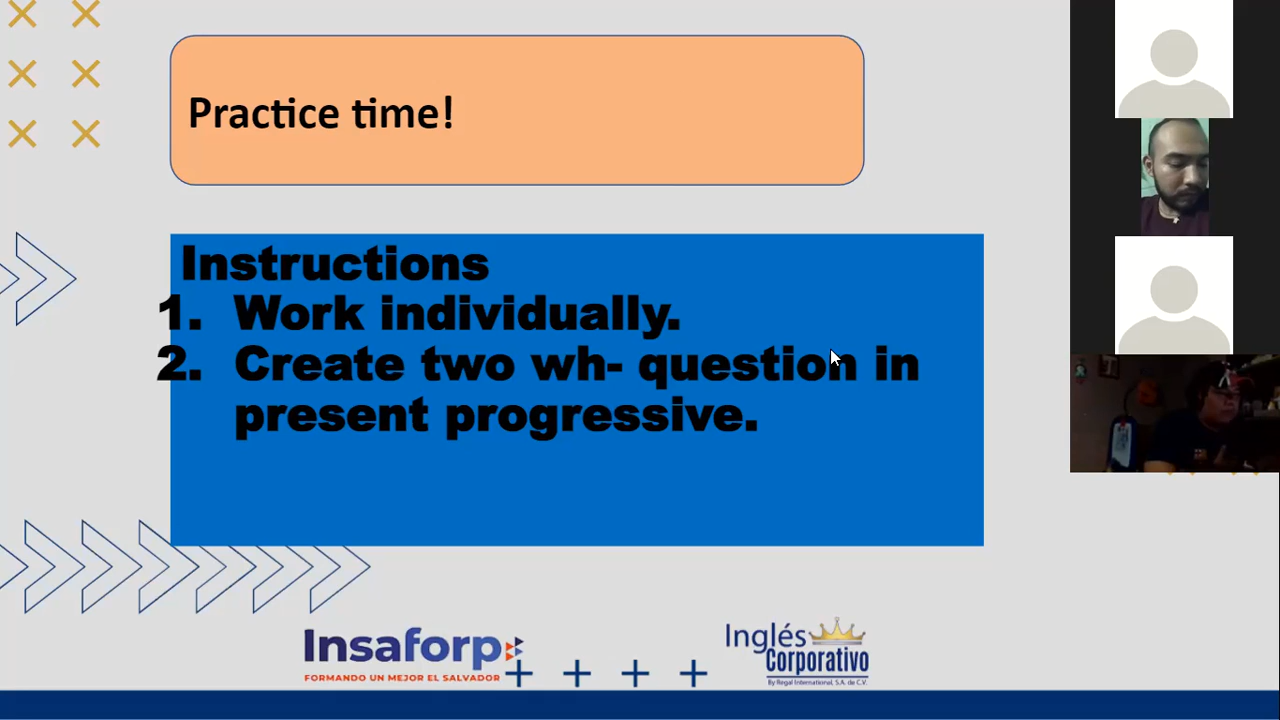 Practice time!
Instructions
1. Work individually.
2. Create two wh- question in
present progressive.
Insaforp
FORMANDO UN MEJOR EL SALVADOR
Inglés
Corporativo
By Regal International, S.A. de C.V.